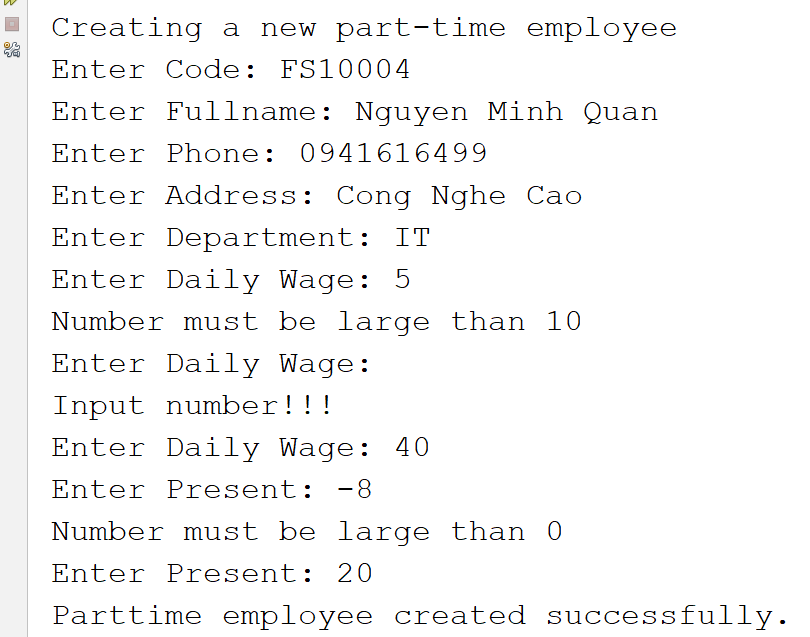 Creating a new part-time employee
Enter Code: FS10004
Enter Fullname: Nguyen Minh Quan
Enter Phone: 0941616499
Enter Address: Cong Nghe Cao
Enter Department: IT
Enter Daily Wage: 5
Number must be large than 10
Enter Daily Wage:
Input number!!!
Enter Daily Wage: 40
Enter Present: -8
Number must be large than 0
Enter Present: 20
Parttime employee created successfully.